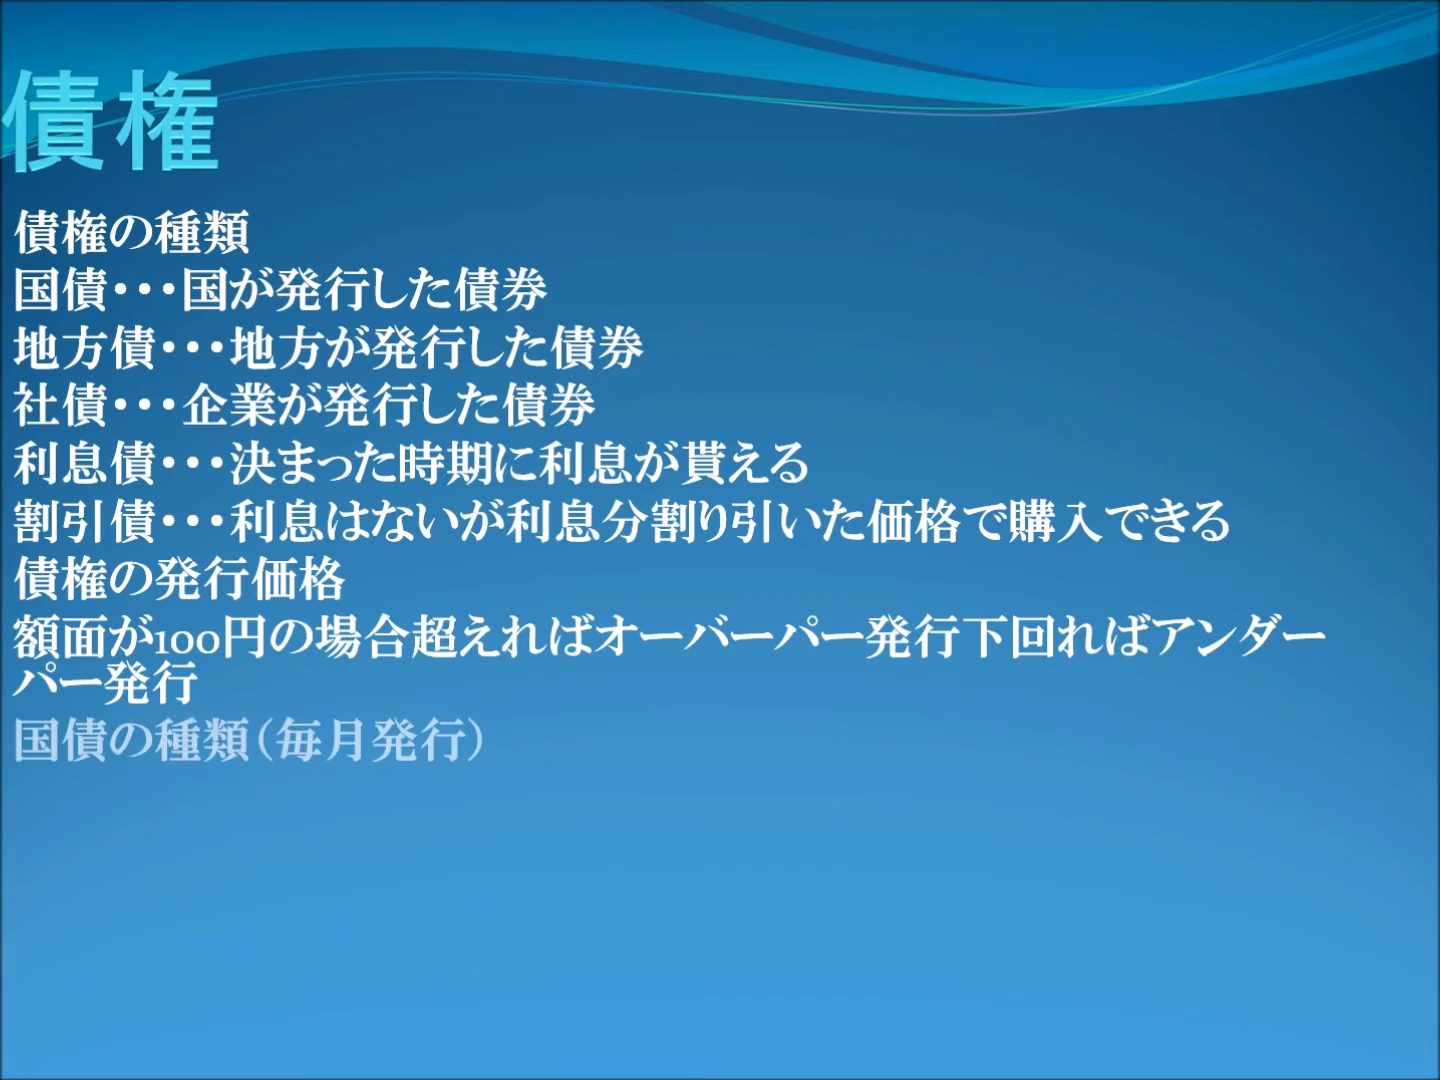 債権
債権の種類
国債・・・国が発行した債券
地方債・・・地方が発行した債券
社債・・・企業が発行した債券
利息債・・・決まった時期に利息が貰える
割引債・・・利息はないが利息分割り引いた価格で購入できる
債権の発行価格
額面が100円の場合超えればオーバーパー発行下回ればアンダー
パー発行
国債の種類（毎月発行）